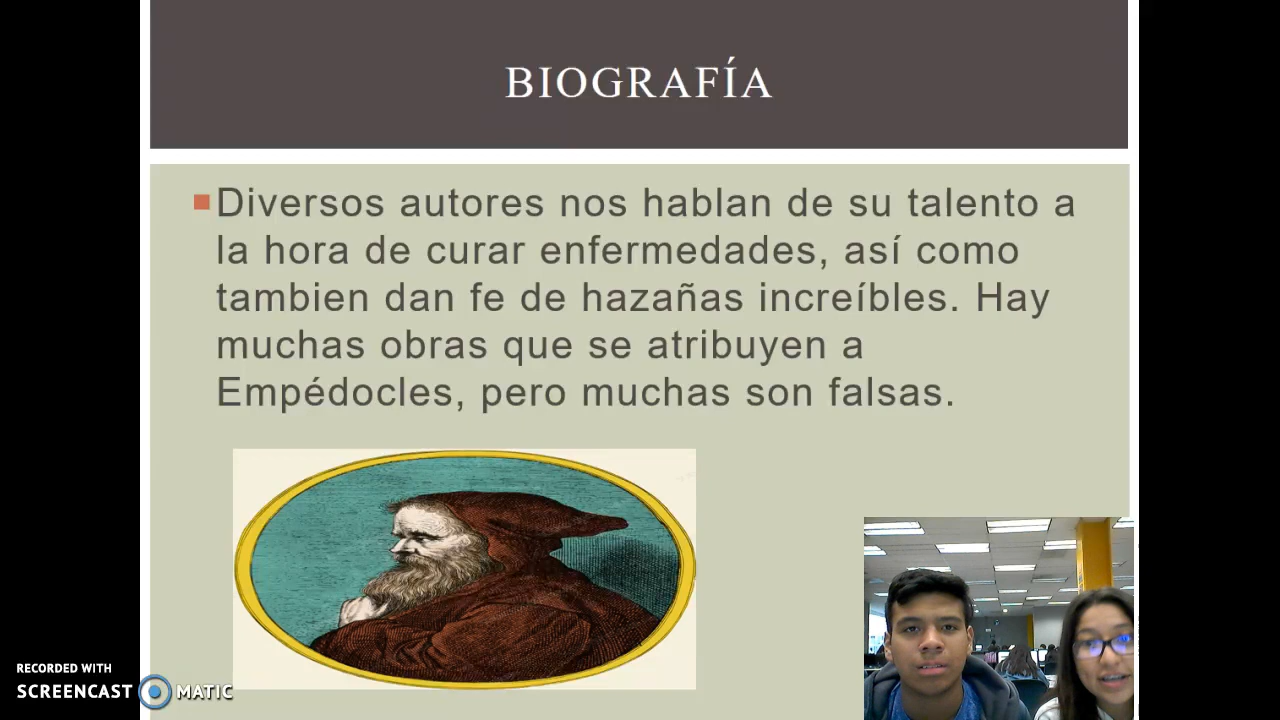 BIOGRAFÍA
Diversos autores nos hablan de su talento a
la hora de curar enfermedades, así como
tambien dan fe de hazañas increíbles. Hay
muchas obras que se atribuyen a
Empédocles, pero muchas son falsas.
RECORDED WITH
SCREENCAST MATIC